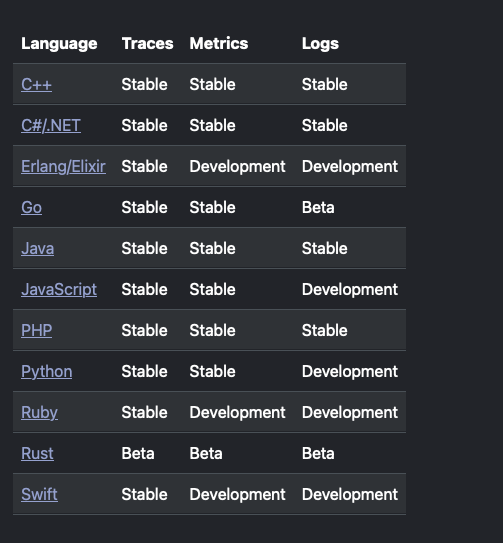 Language Traces Metrics Logs
C++ Stable Stable Stable
C#/.NET Stable Stable Stable
Erlang/Elixir Stable Development Development
Go Stable Stable Beta
Java Stable Stable Stable
JavaScript Stable Stable Development
PHP Stable Stable Stable
Python Stable Stable Development
Ruby Stable Development Development
Rust Beta Beta Beta
Swift Stable Development Development